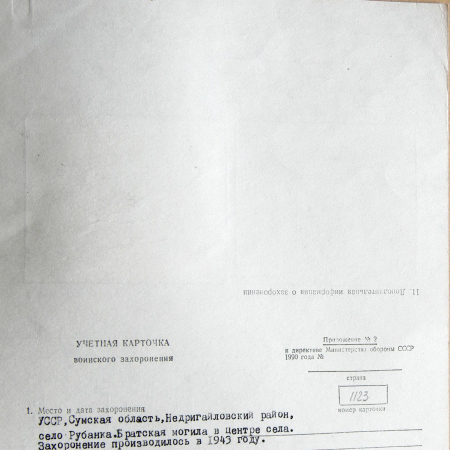 11. Дополнительная информация о захоронении
УЧЕТНАЯ КАРТОЧКА
воинского захоронения
Приложение № 2
к директиве Министерства обороны СССР
1990 года №
страна
1123
номер карточки
1. Место и дата захоронения
УССР,Сумская область,Недригайловский район,
село Рубанка.Братская могила в центре села.
Захоронение производилось в 1943 году.